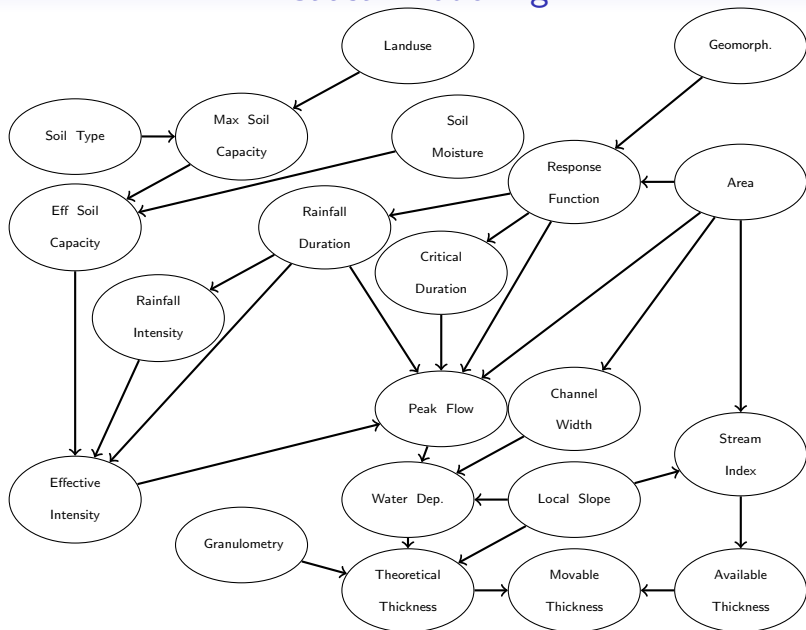 Landuse
Geomorph.
Soil Type
Max Soil
Capacity
Soil
Moisture
Response
Function
Area
Eff Soil
Capacity
Rainfall
Duration
Critical
Duration
Rainfall
Intensity
Peak Flow
Channel
Width
Stream
Index
Effective
Intensity
Water Dep.
Local Slope
Granulometry
Theoretical
Thickness
Movable
Thickness
Available
Thickness